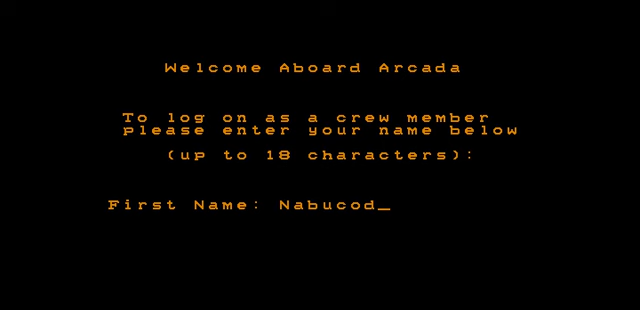 Welcome Aboard Arcada
To log on as a crew member
please enter your name below
(up to 18 characters):
First Name: Nabucod_